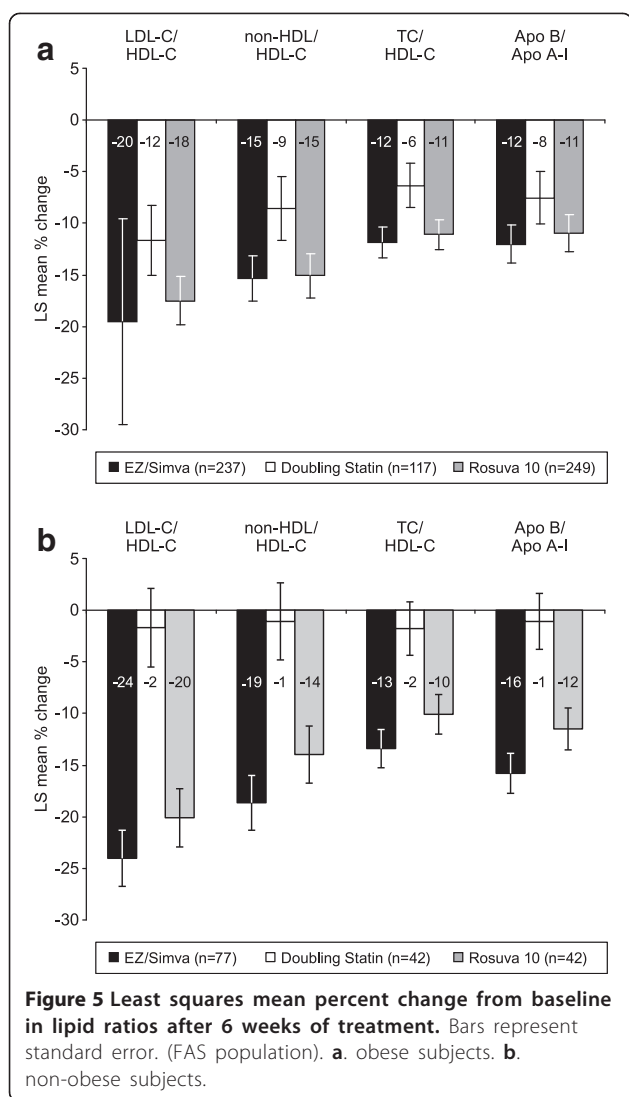 a
LDL-C/ non-HDL/ TC/ Apo B/
HDL-C HDL-C HDL-C Apo A-I
5
0
-5
-10
-15
-20
-25
-30
LS mean % change
-20 -12 -18 -15 -9 -15 -12 -6 -11 -12 -8 -11
EZ/Simva (n=237) Doubling Statin (n=117) Rosuva 10 (n=249)
b
LDL-C/ non-HDL/ TC/ Apo B/
HDL-C HDL-C HDL-C Apo A-I
5
0
-5
-10
-15
-20
-25
-30
LS mean % change
-24 -2 -20 -19 -1 -14 -13 -2 -10 -16 -1 -12
EZ/Simva (n=77) Doubling Statin (n=42) Rosuva 10 (n=42)
Figure 5 Least squares mean percent change from baseline
in lipid ratios after 6 weeks of treatment. Bars represent
standard error. (FAS population). a. obese subjects. b.
non-obese subjects.